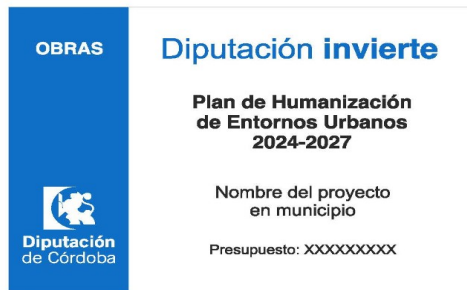 OBRAS
Diputación invierte
Plan de Humanización
de Entornos Urbanos
2024-2027
Nombre del proyecto
en municipio
Presupuesto: XXXXXXXXX
Diputación
de Córdoba